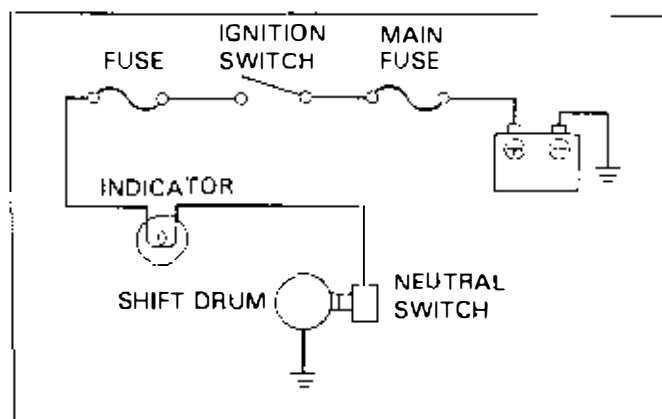 FUSE
IGNITION
SWITCH
MAIN
FUSE
INDICATOR
SHIFT DRUM
NEUTRAL
SWITCH